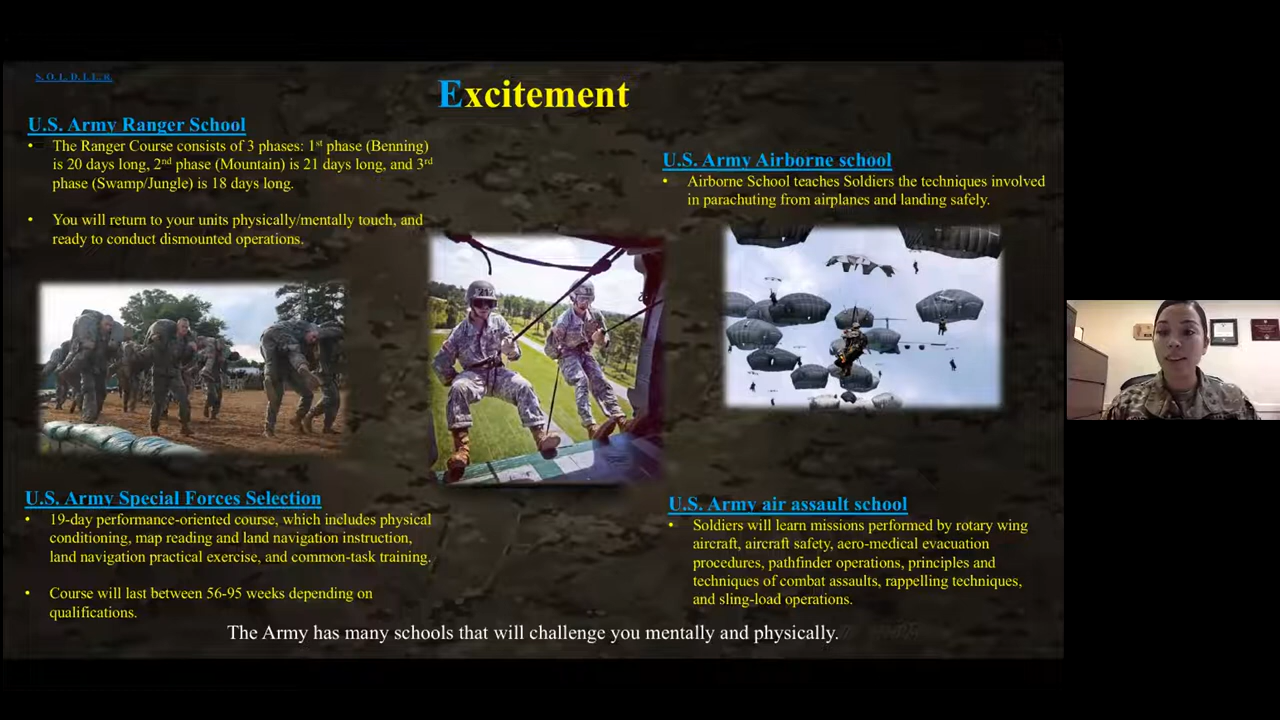 S. O. L. D. I. E. R.
Excitement
U.S. Army Ranger School
• The Ranger Course consists of 3 phases: 1st phase (Benning)
is 20 days long, 2nd phase (Mountain) is 21 days long, and 3rd
phase (Swamp/Jungle) is 18 days long.
• You will return to your units physically/mentally touch, and
ready to conduct dismounted operations.
U.S. Army Airborne school
• Airborne School teaches Soldiers the techniques involved
in parachuting from airplanes and landing safely.
U.S. Army Special Forces Selection
• 19-day performance-oriented course, which includes physical
conditioning, map reading and land navigation instruction,
land navigation practical exercise, and common-task training.
• Course will last between 56-95 weeks depending on
qualifications.
U.S. Army air assault school
• Soldiers will learn missions performed by rotary wing
aircraft, aircraft safety, aero-medical evacuation
procedures, pathfinder operations, principles and
techniques of combat assaults, rappelling techniques,
and sling-load operations.
The Army has many schools that will challenge you mentally and physically.